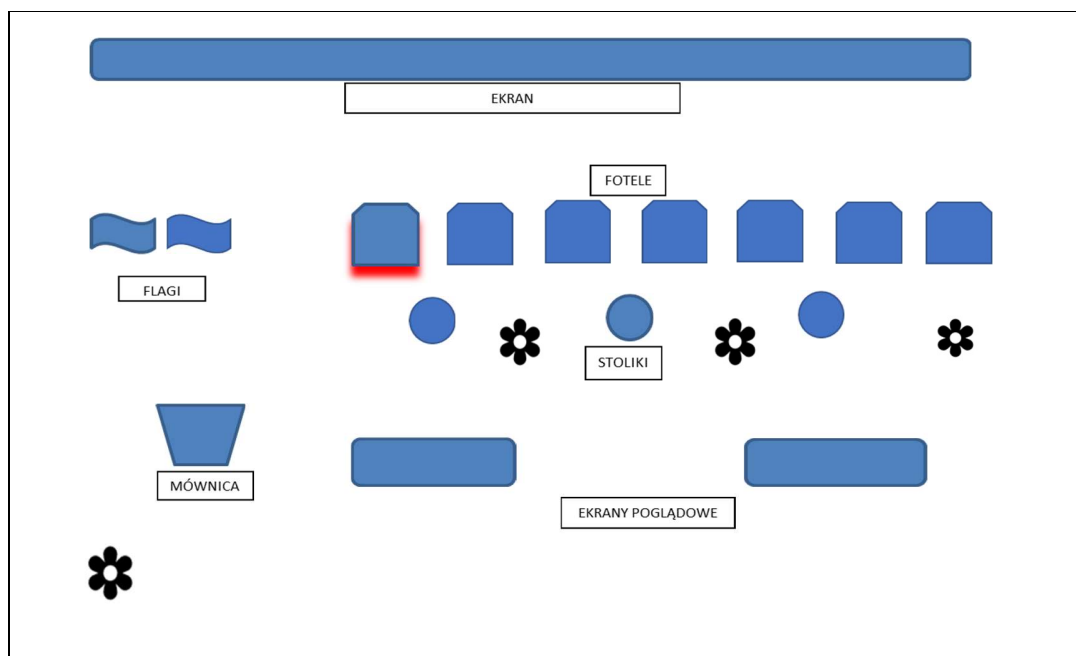 EKRAN
FOTELE
FLAGI
STOLIKI
MÓWNICA
EKRANY POGLĄDOWE